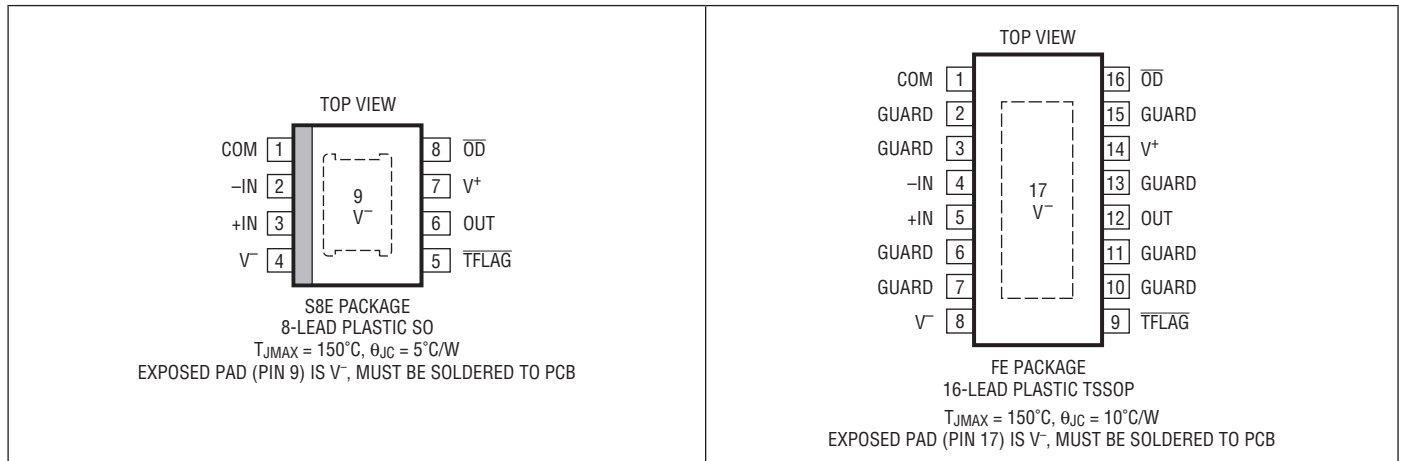 TOP VIEW
COM 1
–IN 2
+IN 3
V– 4
9
V–
8 OD
7 V+
6 OUT
5 TFLAG
S8E PACKAGE
8-LEAD PLASTIC SO
TJMAX = 150°C, θJC = 5°C/W
EXPOSED PAD (PIN 9) IS V–, MUST BE SOLDERED TO PCB
TOP VIEW
COM 1
GUARD 2
GUARD 3
–IN 4
+IN 5
GUARD 6
GUARD 7
V– 8
17
V–
16 OD
15 GUARD
14 V+
13 GUARD
12 OUT
11 GUARD
10 GUARD
9 TFLAG
FE PACKAGE
16-LEAD PLASTIC TSSOP
TJMAX = 150°C, θJC = 10°C/W
EXPOSED PAD (PIN 17) IS V–, MUST BE SOLDERED TO PCB